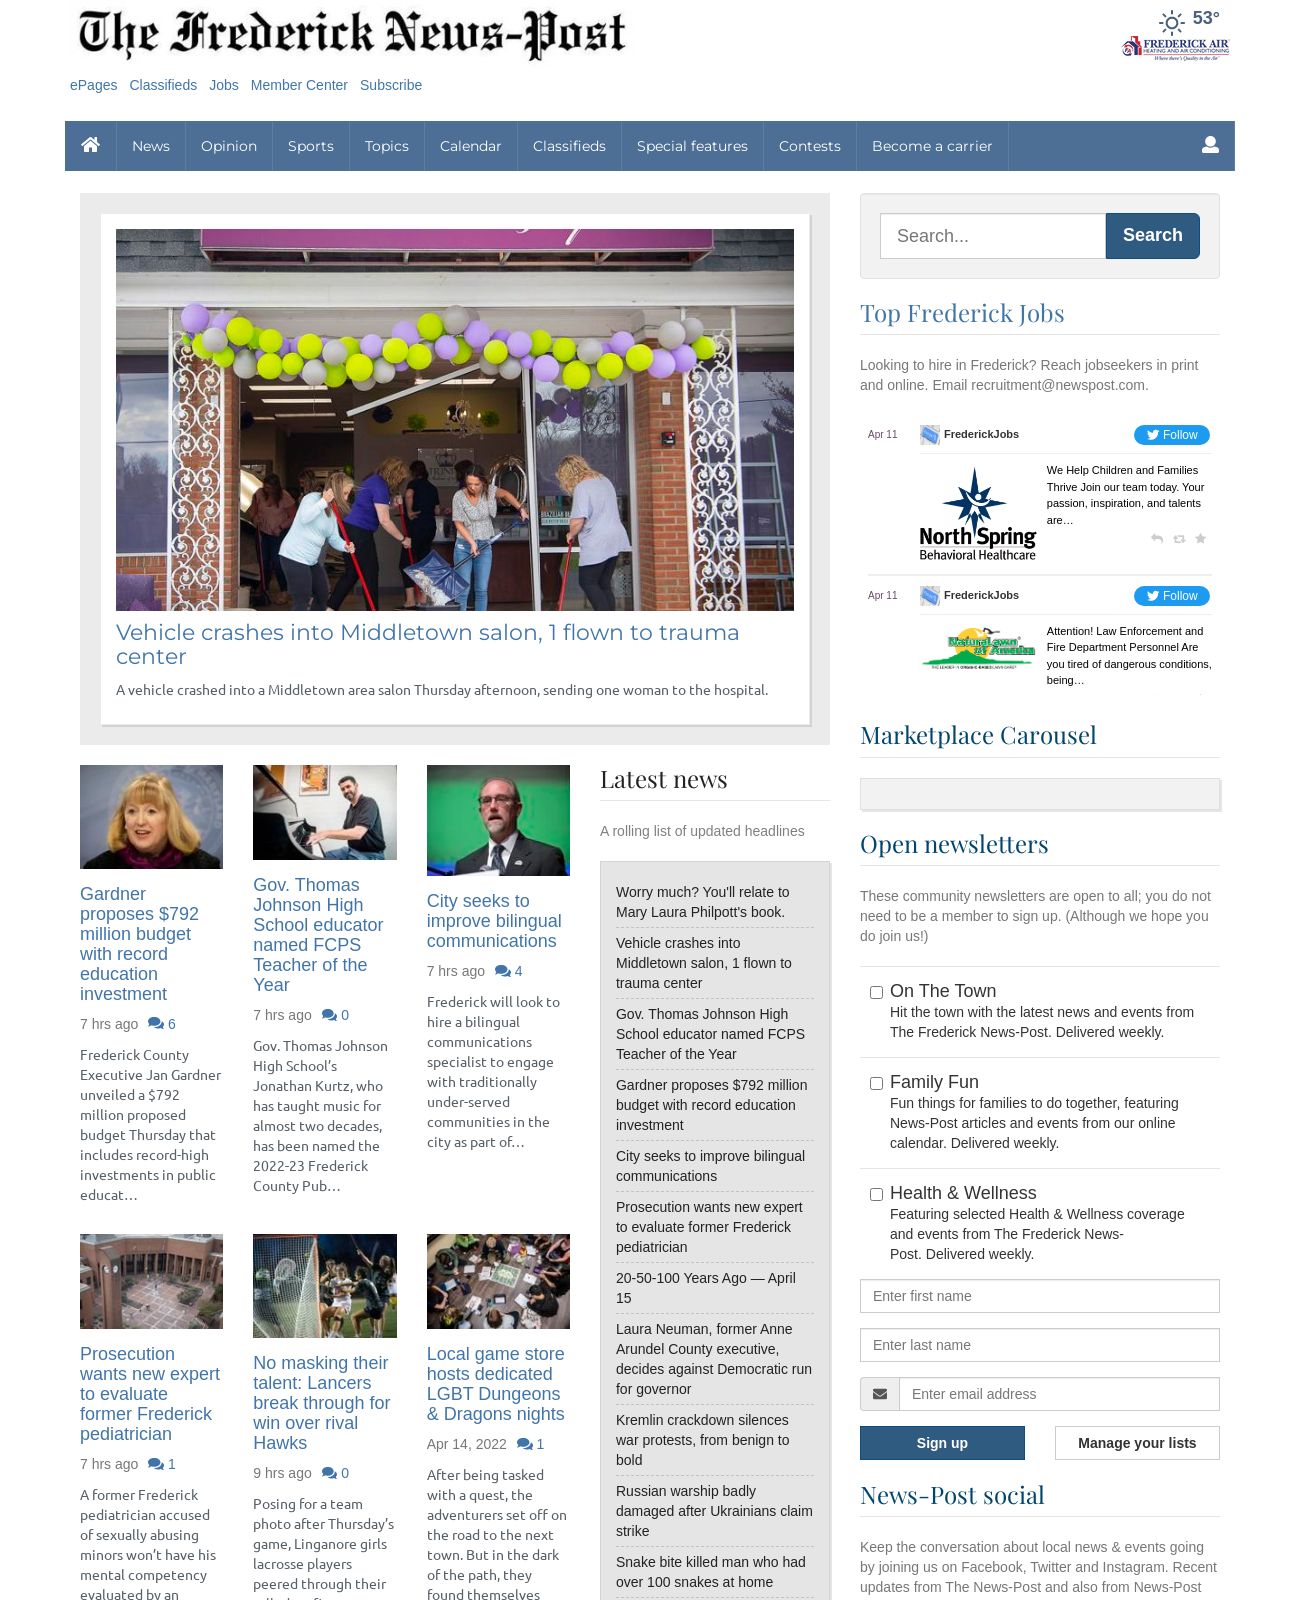 The Frederick News-Post
53°
FREDERICK AIR
HEATING AND AIR CONDITIONING
Where there's Quality in the Air
ePages Classifieds Jobs Member Center Subscribe
News Opinion Sports Topics Calendar Classifieds Special features Contests Become a carrier
Vehicle crashes into Middletown salon, 1 flown to trauma
center
A vehicle crashed into a Middletown area salon Thursday afternoon, sending one woman to the hospital.
Gardner
proposes $792
million budget
with record
education
investment
7 hrs ago 6
Frederick County
Executive Jan Gardner
unveiled a $792
million proposed
budget Thursday that
includes record-high
investments in public
educat…
Gov. Thomas
Johnson High
School educator
named FCPS
Teacher of the
Year
7 hrs ago 0
Gov. Thomas Johnson
High School’s
Jonathan Kurtz, who
has taught music for
almost two decades,
has been named the
2022-23 Frederick
County Pub…
City seeks to
improve bilingual
communications
7 hrs ago 4
Frederick will look to
hire a bilingual
communications
specialist to engage
with traditionally
under-served
communities in the
city as part of…
Prosecution
wants new expert
to evaluate
former Frederick
pediatrician
7 hrs ago 1
A former Frederick
pediatrician accused
of sexually abusing
minors won’t have his
mental competency
evaluated by an
No masking their
talent: Lancers
break through for
win over rival
Hawks
9 hrs ago 0
Posing for a team
photo after Thursday’s
game, Linganore girls
lacrosse players
peered through their
Local game store
hosts dedicated
LGBT Dungeons
& Dragons nights
Apr 14, 2022 1
After being tasked
with a quest, the
adventurers set off on
the road to the next
town. But in the dark
of the path, they
found themselves
Latest news
A rolling list of updated headlines
Worry much? You'll relate to
Mary Laura Philpott's book.
Vehicle crashes into
Middletown salon, 1 flown to
trauma center
Gov. Thomas Johnson High
School educator named FCPS
Teacher of the Year
Gardner proposes $792 million
budget with record education
investment
City seeks to improve bilingual
communications
Prosecution wants new expert
to evaluate former Frederick
pediatrician
20-50-100 Years Ago — April
15
Laura Neuman, former Anne
Arundel County executive,
decides against Democratic run
for governor
Kremlin crackdown silences
war protests, from benign to
bold
Russian warship badly
damaged after Ukrainians claim
strike
Snake bite killed man who had
over 100 snakes at home
Search...
Search
Top Frederick Jobs
Looking to hire in Frederick? Reach jobseekers in print
and online. Email recruitment@newspost.com.
Apr 11 FrederickJobs Follow
North Spring
Behavioral Healthcare
We Help Children and Families
Thrive Join our team today. Your
passion, inspiration, and talents
are…
Apr 11 FrederickJobs Follow
NaturaLawn
of America
THE LEADER IN ORGANIC-BASED LAWN CARE
Attention! Law Enforcement and
Fire Department Personnel Are
you tired of dangerous conditions,
being…
Marketplace Carousel
Open newsletters
These community newsletters are open to all; you do not
need to be a member to sign up. (Although we hope you
do join us!)
On The Town
Hit the town with the latest news and events from
The Frederick News-Post. Delivered weekly.
Family Fun
Fun things for families to do together, featuring
News-Post articles and events from our online
calendar. Delivered weekly.
Health & Wellness
Featuring selected Health & Wellness coverage
and events from The Frederick News-
Post. Delivered weekly.
Enter first name
Enter last name
Enter email address
Sign up Manage your lists
News-Post social
Keep the conversation about local news & events going
by joining us on Facebook, Twitter and Instagram. Recent
updates from The News-Post and also from News-Post